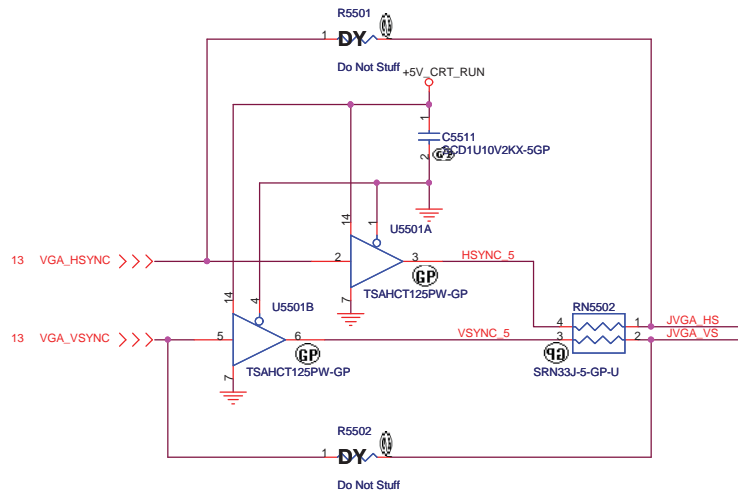 R5501
1 DY 2
Do Not Stuff
+5V_CRT_RUN
1
C5511
SCD1U10V2KX-5GP
2
14
1
U5501A
13 VGA_HSYNC
2
3
HSYNC_5
GP
TSAHCT125PW-GP
7
14
4
U5501B
RN5502
4
1
JVGA_HS
13 VGA_VSYNC
5
6
VSYNC_5
3
2
JVGA_VS
GP
TSAHCT125PW-GP
7
SRN33J-5-GP-U
R5502
1 DY 2
Do Not Stuff